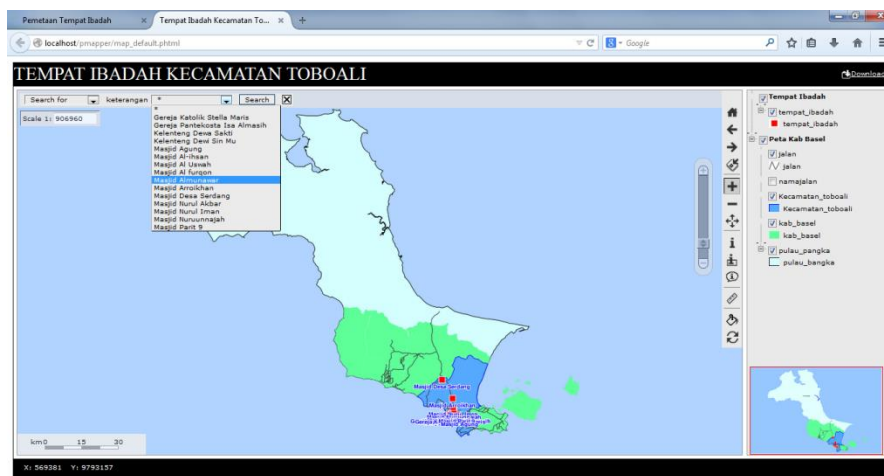 Pemetaan Tempat Ibadah
Tempat Ibadah Kecamatan To...
localhost/pmapper/map_default.phtml
Google
TEMPAT IBADAH KECAMATAN TOBOALI
Download
Search for
keterangan
*
Search
Scale 1: 906960
*
Gereja Katolik Stella Maris
Gereja Pantekosta Isa Almasih
Kelenteng Dewa Sakti
Kelenteng Dewi Sin Mu
Masjid Agung
Masjid Al-ihsan
Masjid Al Uswah
Masjid Al furqon
Masjid Almunawar
Masjid Arroikhan
Masjid Desa Serdang
Masjid Nurul Akbar
Masjid Nurul Iman
Masjid Nuruunnajah
Masjid Parit 9
Tempat Ibadah
tempat_ibadah
tempat_ibadah
Peta Kab Basel
jalan
jalan
namajalan
Kecamatan_toboali
Kecamatan_toboali
kab_basel
kab_basel
pulau_pangka
pulau_bangka
Masjid Desa Serdang
Masjid Arroikhan
Masjid Agung
km0 15 30
X: 569381 Y: 9793157